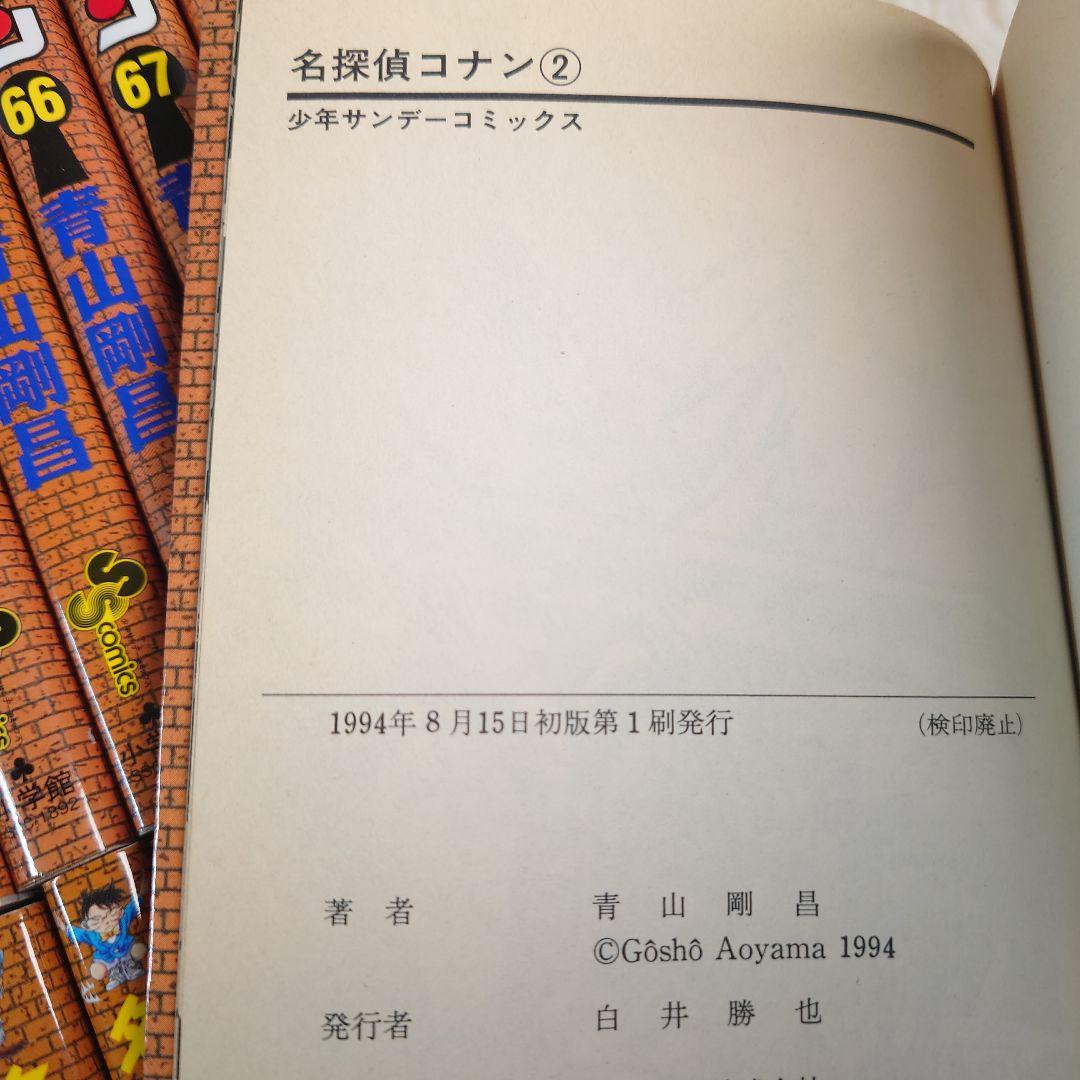 名探偵コナン②
少年サンデーコミックス
1994年8月15日初版第1刷発行
(検印廃止)
著者
青山剛昌
©Gôshô Aoyama 1994
発行者
白井勝也
66
青山剛昌
comics
学館
1892
67
青
山剛昌